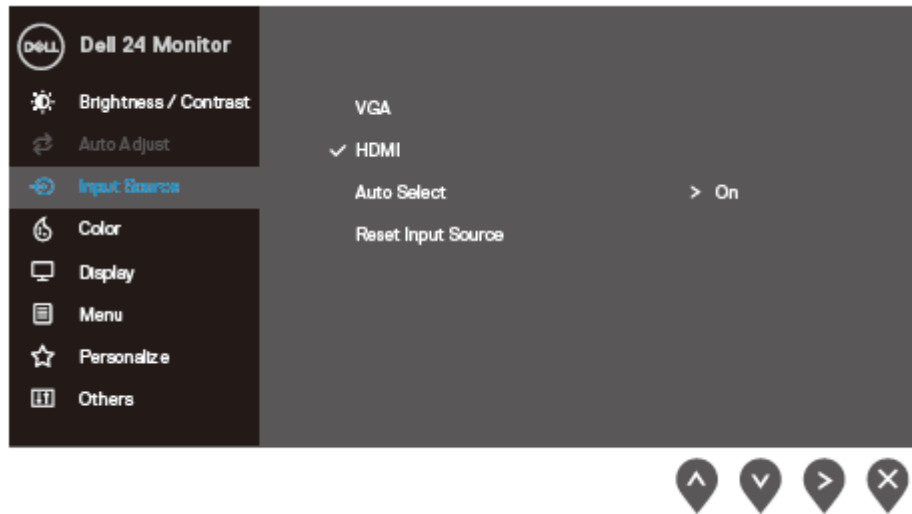 DELL
Dell 24 Monitor
Brightness / Contrast
Auto Adjust
Input Source
Color
Display
Menu
Personalize
Others
VGA
HDMI
Auto Select > On
Reset Input Source